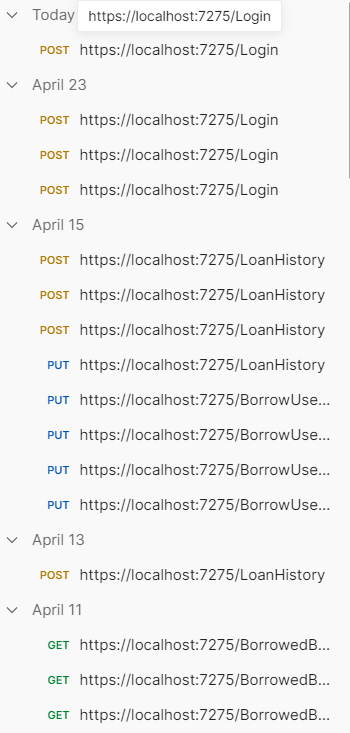 Today
https://localhost:7275/Login
POST https://localhost:7275/Login
April 23
POST https://localhost:7275/Login
POST https://localhost:7275/Login
POST https://localhost:7275/Login
April 15
POST https://localhost:7275/LoanHistory
POST https://localhost:7275/LoanHistory
POST https://localhost:7275/LoanHistory
PUT https://localhost:7275/LoanHistory
PUT https://localhost:7275/BorrowUse...
PUT https://localhost:7275/BorrowUse...
PUT https://localhost:7275/BorrowUse...
PUT https://localhost:7275/BorrowUse...
April 13
POST https://localhost:7275/LoanHistory
April 11
GET https://localhost:7275/BorrowedB...
GET https://localhost:7275/BorrowedB...
GET https://localhost:7275/BorrowedB...